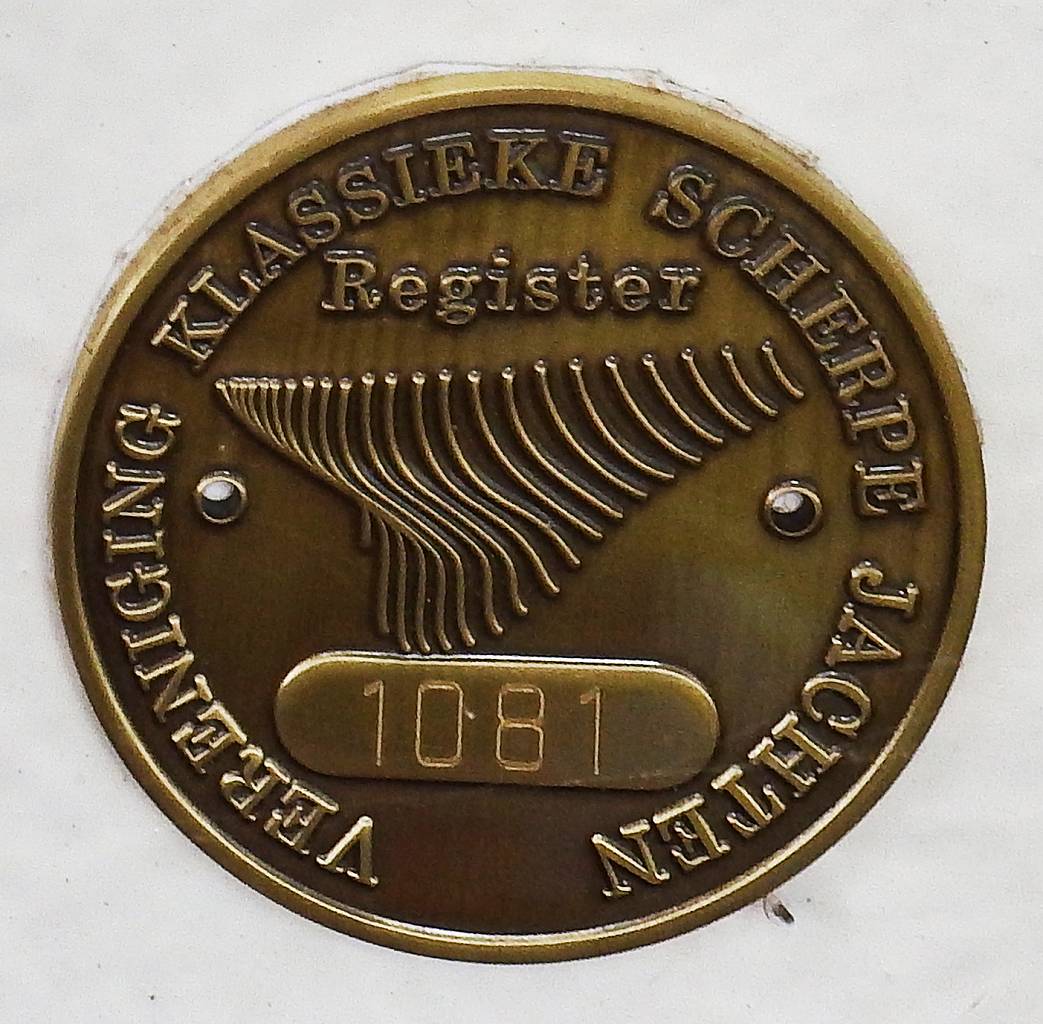 VERENIGING KLASSIEKE SCHERPE JACHTEN
Register
1081